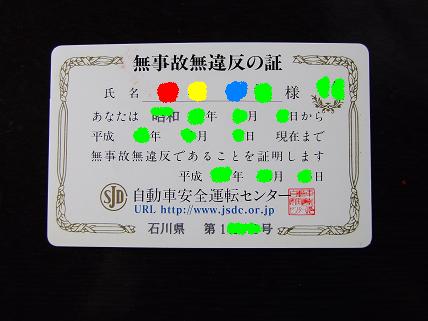 無事故無違反の証
氏名 様
あなたは 昭和 年 月 日から
平成 年 月 日 現在まで
無事故無違反であることを証明します
平成 年 月 日
SJD 自動車安全運転センター
URL http://www.jsdc.or.jp
石川県 第1 号